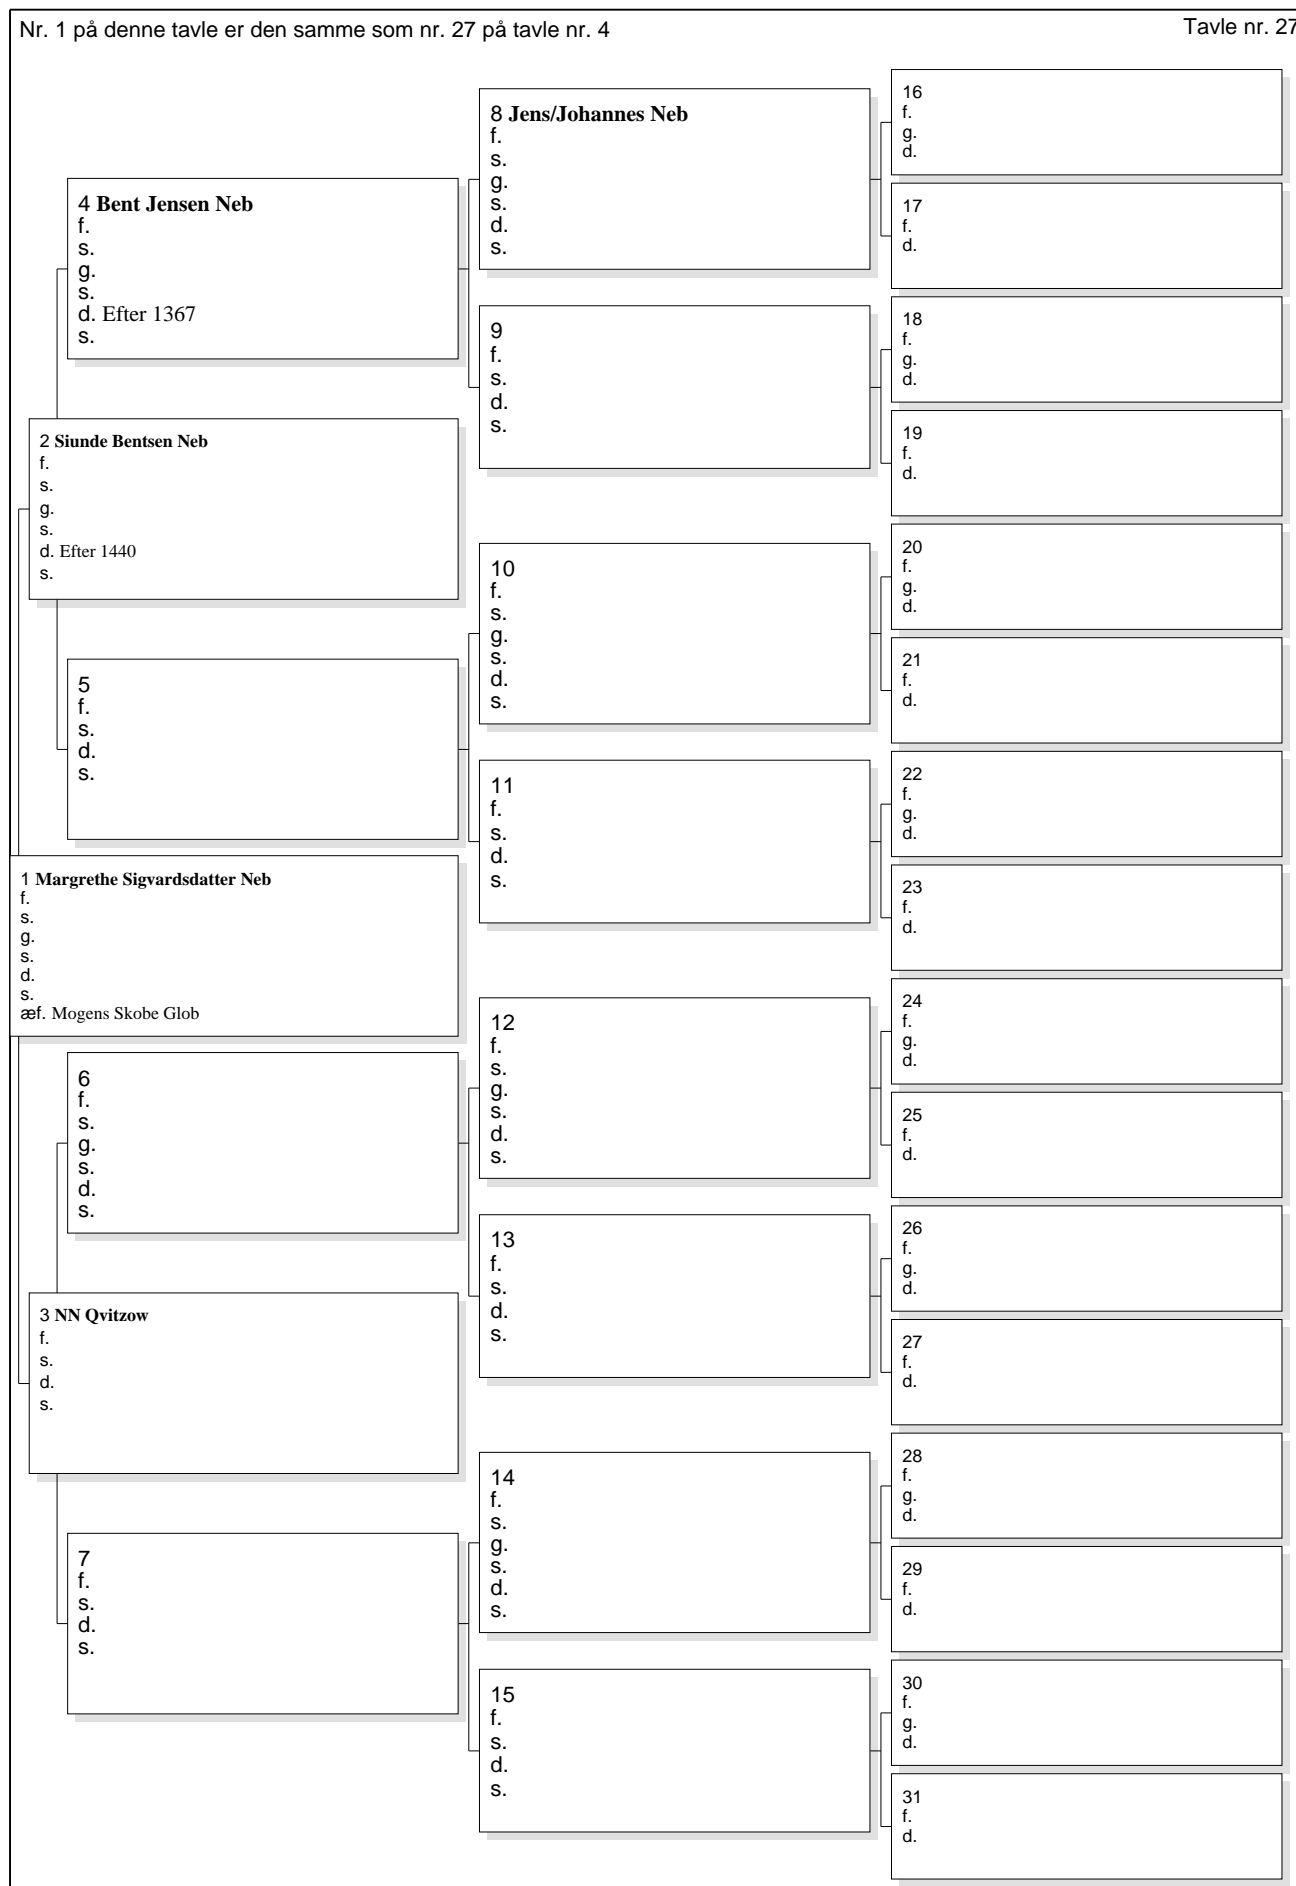 Nr. 1 på denne tavle er den samme som nr. 27 på tavle nr. 4
Tavle nr. 27
1 Margrethe Sigvardsdatter Neb
f.
s.
g.
s.
d.
s.
æf. Mogens Skobe Glob
2 Siunde Bentsen Neb
f.
s.
g.
s.
d. Efter 1440
s.
3 NN Qvitzow
f.
s.
d.
s.
4 Bent Jensen Neb
f.
s.
g.
s.
d. Efter 1367
s.
5
f.
s.
d.
s.
6
f.
s.
g.
s.
d.
s.
7
f.
s.
d.
s.
8 Jens/Johannes Neb
f.
s.
g.
s.
d.
s.
9
f.
s.
d.
s.
10
f.
s.
g.
s.
d.
s.
11
f.
s.
d.
s.
12
f.
s.
g.
s.
d.
s.
13
f.
s.
d.
s.
14
f.
s.
g.
s.
d.
s.
15
f.
s.
d.
s.
16
f.
g.
d.
17
f.
d.
18
f.
g.
d.
19
f.
d.
20
f.
g.
d.
21
f.
d.
22
f.
g.
d.
23
f.
d.
24
f.
g.
d.
25
f.
d.
26
f.
g.
d.
27
f.
d.
28
f.
g.
d.
29
f.
d.
30
f.
g.
d.
31
f.
d.